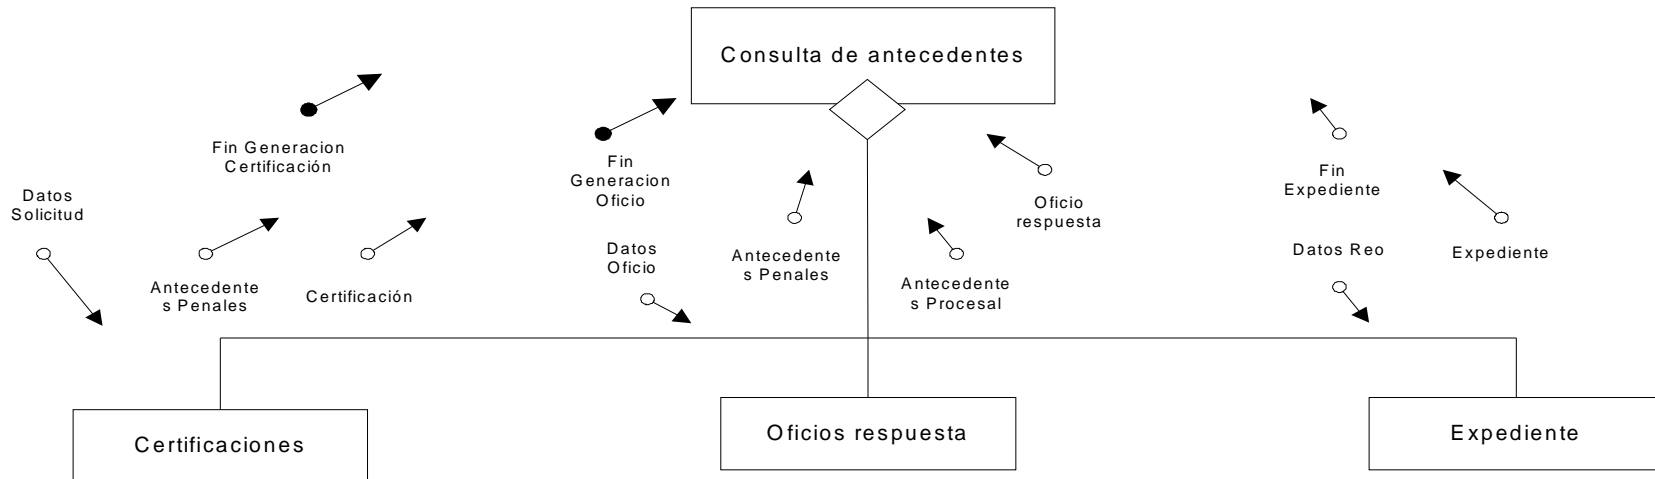 Consulta de antecedentes
Fin Generacion
Certificación
Fin
Generacion
Oficio
Fin
Expediente
Datos
Solicitud
Oficio
respuesta
Antecedente
s Penales
Certificación
Datos
Oficio
Antecedente
s Penales
Antecedente
s Procesal
Datos Reo
Expediente
Certificaciones
Oficios respuesta
Expediente